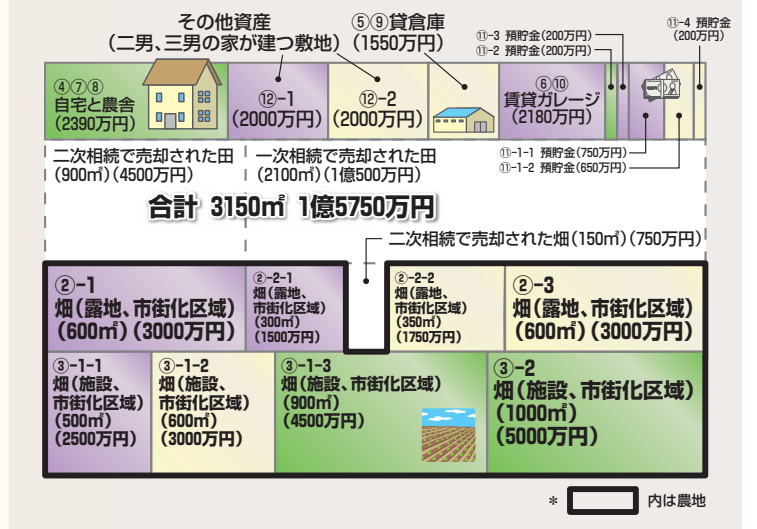 その他資産
(二男、三男の家が建つ敷地)
⑤⑨貸倉庫
(1550万円)
⑪-3 預貯金(200万円)
⑪-2 預貯金(200万円)
⑪-4 預貯金
(200万円)
④⑦⑧
自宅と農舎
(2390万円)
⑫-1
(2000万円)
⑫-2
(2000万円)
⑥⑩
賃貸ガレージ
(2180万円)
⑪-1-1 預貯金(750万円)
⑪-1-2 預貯金(650万円)
二次相続で売却された田
(900㎡)(4500万円)
一次相続で売却された田
(2100㎡)(1億500万円)
合計 3150㎡ 1億5750万円
二次相続で売却された畑(150㎡)(750万円)
②-1
畑(露地、市街化区域)
(600㎡)(3000万円)
②-2-1
畑(露地、
市街化区域)
(300㎡)
(1500万円)
②-2-2
畑(露地、
市街化区域)
(350㎡)
(1750万円)
②-3
畑(露地、市街化区域)
(600㎡)(3000万円)
③-1-1
畑(施設、
市街化区域)
(500㎡)
(2500万円)
③-1-2
畑(施設、
市街化区域)
(600㎡)
(3000万円)
③-1-3
畑(施設、市街化区域)
(900㎡)
(4500万円)
③-2
畑(施設、市街化区域)
(1000㎡)
(5000万円)
* 内は農地